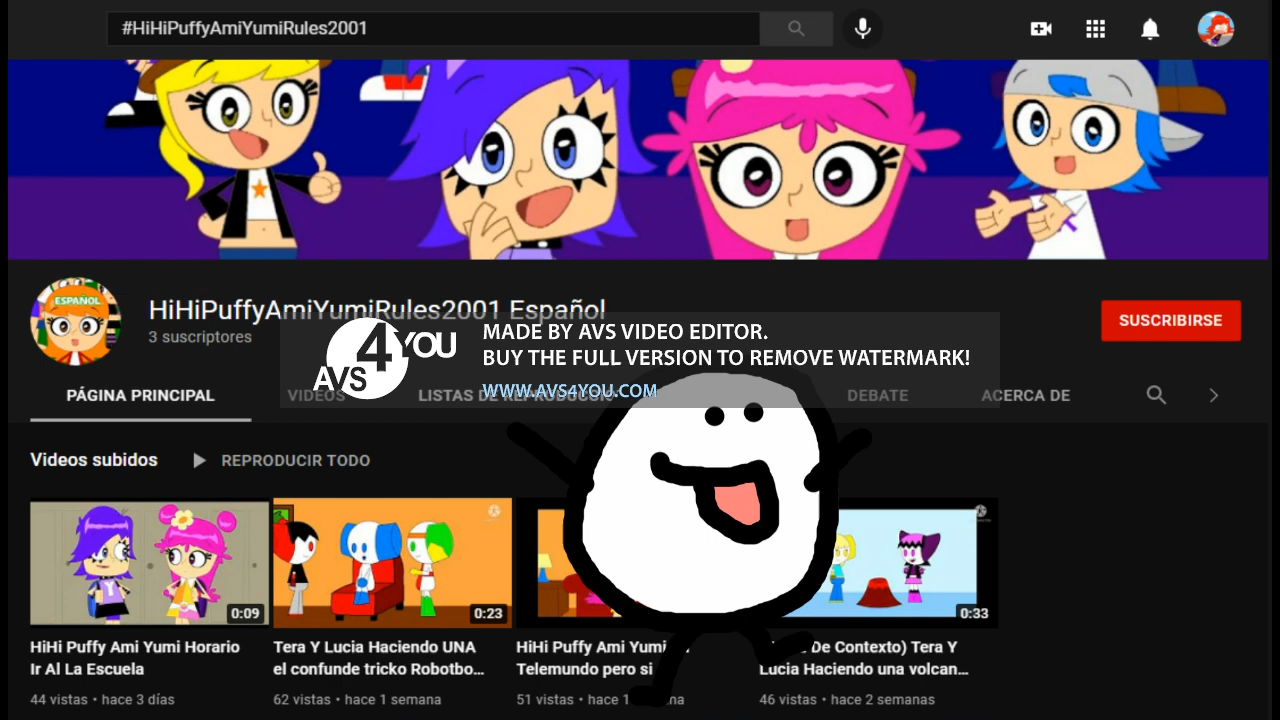 #HiHiPuffyAmiYumiRules2001
ESPAÑOL
HiHiPuffyAmiYumiRules2001 Español
3 suscriptores
SUSCRIBIRSE
AVS4YOU
MADE BY AVS VIDEO EDITOR.
BUY THE FULL VERSION TO REMOVE WATERMARK!
WWW.AVS4YOU.COM
PÁGINA PRINCIPAL VIDEOS LISTAS DE REPRODUCCIÓN DEBATE ACERCA DE
Videos subidos REPRODUCIR TODO
0:09 0:23 0:33
HiHi Puffy Ami Yumi Horario
Ir Al La Escuela
44 vistas • hace 3 días
Tera Y Lucia Haciendo UNA
el confunde tricko Robotbo...
62 vistas • hace 1 semana
HiHi Puffy Ami Yumi
Telemundo pero si
51 vistas • hace 1
De Contexto) Tera Y
Lucia Haciendo una volcan...
46 vistas • hace 2 semanas